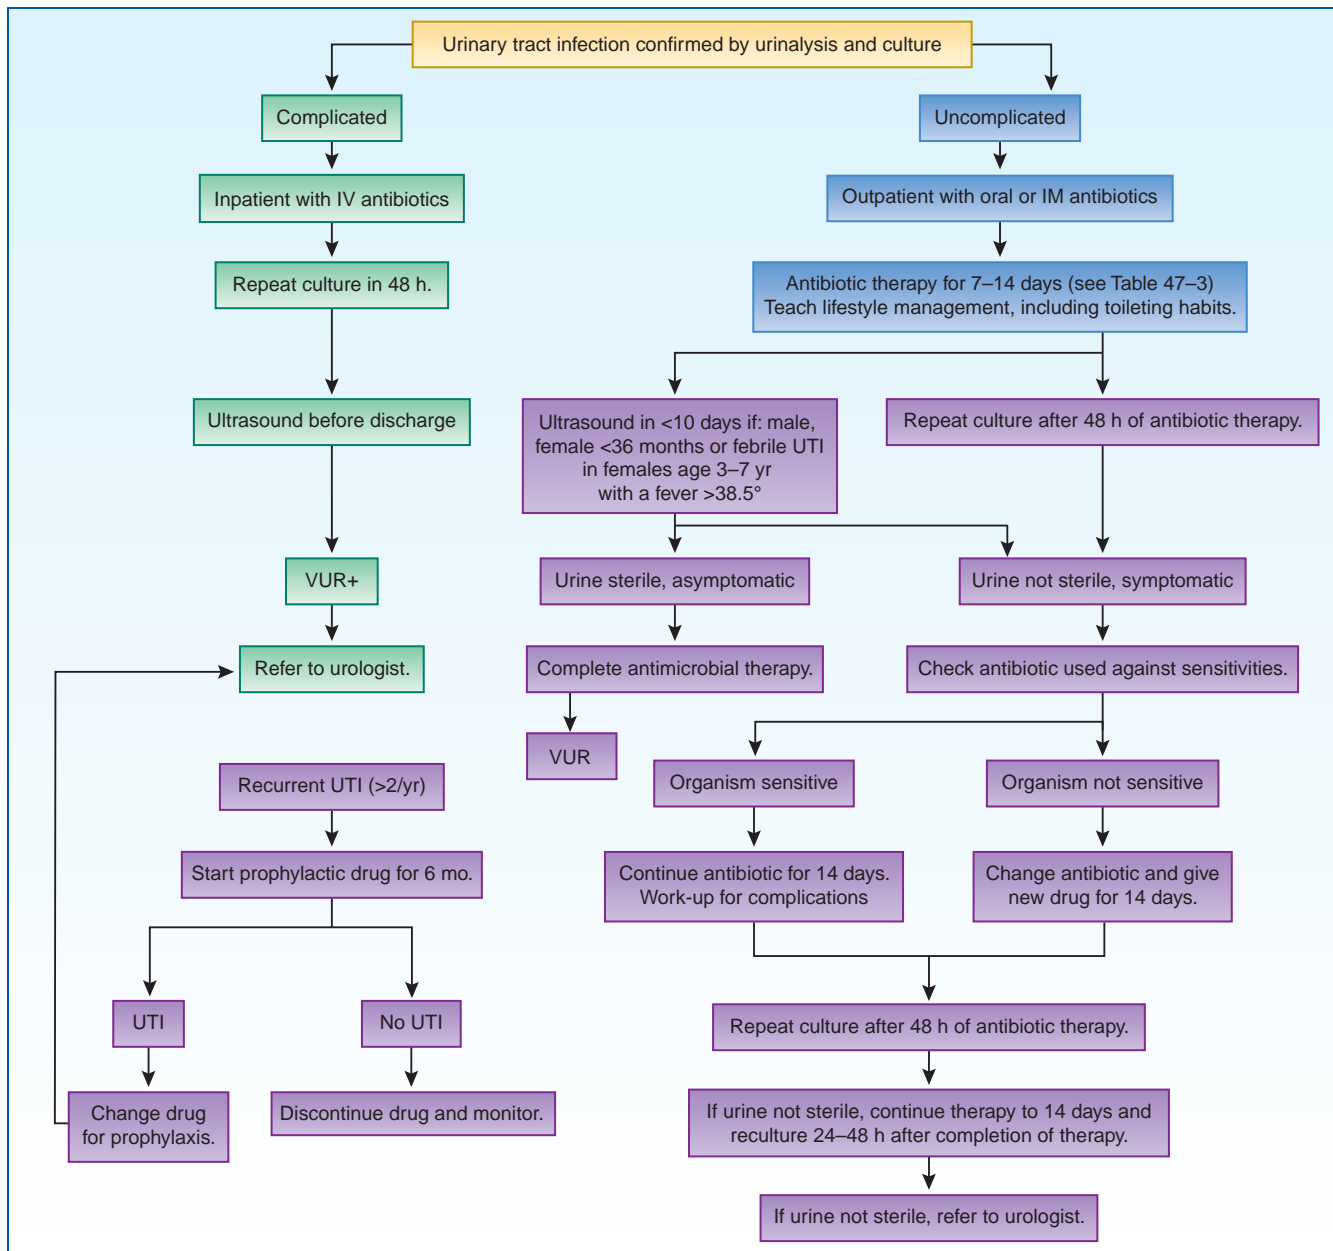 Urinary tract infection confirmed by urinalysis and culture
Complicated
Inpatient with IV antibiotics
Repeat culture in 48 h.
Ultrasound before discharge
VUR+
Refer to urologist.
Uncomplicated
Outpatient with oral or IM antibiotics
Antibiotic therapy for 7–14 days (see Table 47–3)
Teach lifestyle management, including toileting habits.
Ultrasound in <10 days if: male,
female <36 months or febrile UTI
in females age 3–7 yr
with a fever >38.5°
Repeat culture after 48 h of antibiotic therapy.
Urine sterile, asymptomatic
Urine not sterile, symptomatic
Complete antimicrobial therapy.
Check antibiotic used against sensitivities.
VUR
Organism sensitive
Organism not sensitive
Continue antibiotic for 14 days.
Work-up for complications
Change antibiotic and give
new drug for 14 days.
Repeat culture after 48 h of antibiotic therapy.
If urine not sterile, continue therapy to 14 days and
reculture 24–48 h after completion of therapy.
If urine not sterile, refer to urologist.
Recurrent UTI (>2/yr)
Start prophylactic drug for 6 mo.
UTI
No UTI
Change drug
for prophylaxis.
Discontinue drug and monitor.